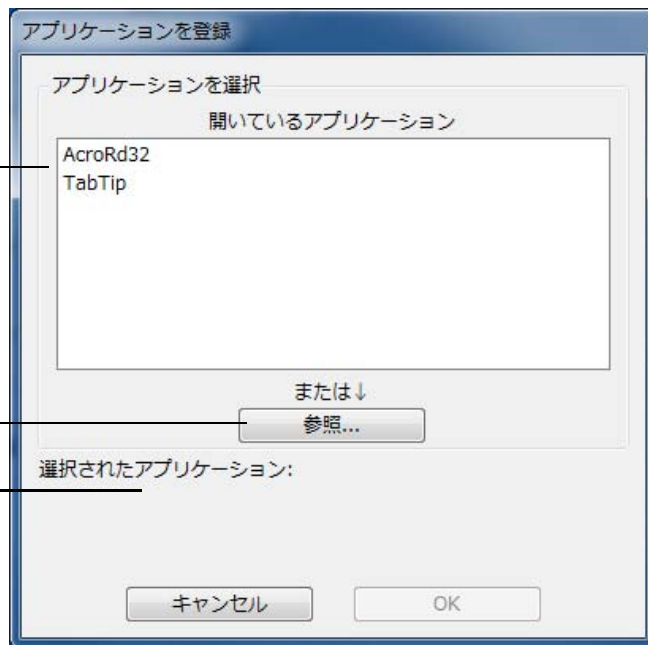 アプリケーションを登録
アプリケーションを選択
開いているアプリケーション
AcroRd32
TabTip
または↓
参照...
選択されたアプリケーション:
キャンセル
OK